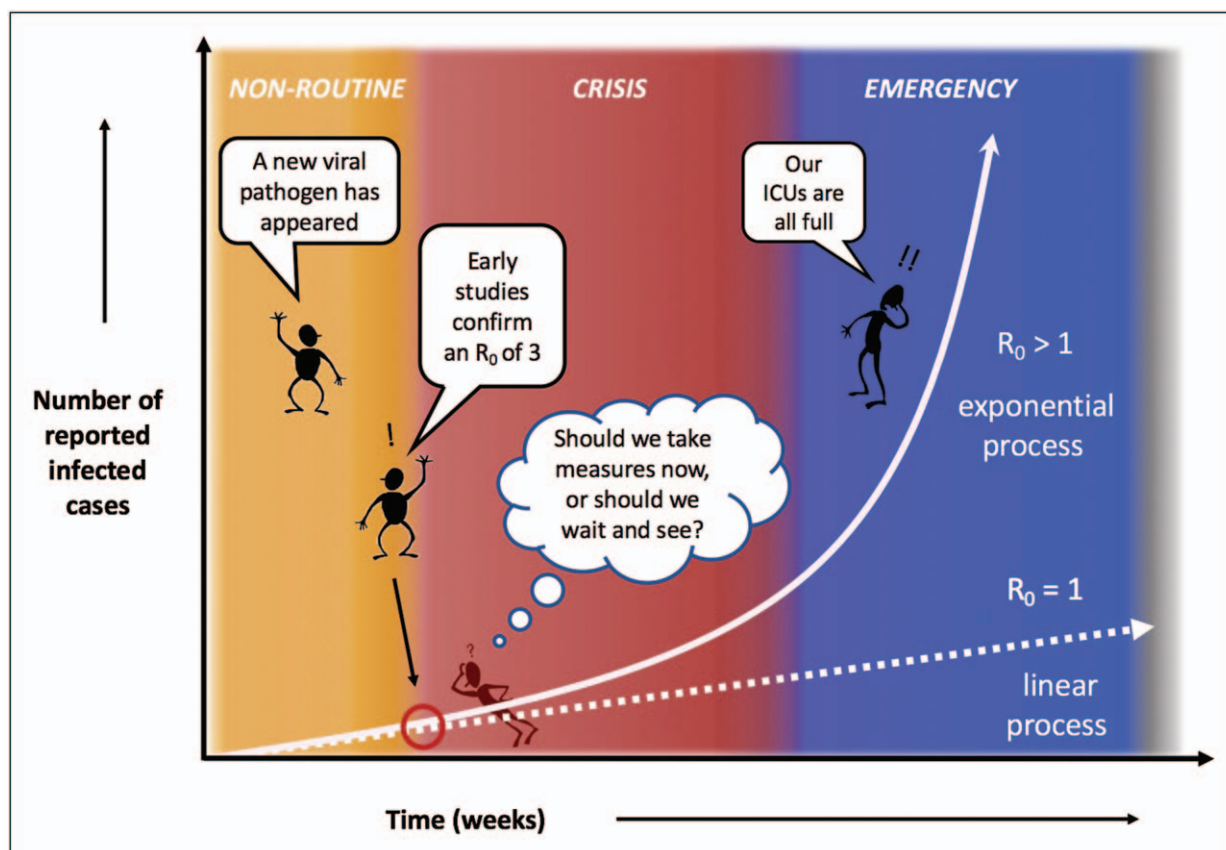 NON-ROUTINE
CRISIS
EMERGENCY
A new viral
pathogen has
appeared
Early
studies
confirm
an R₀ of 3
!
Should we take
measures now,
or should we
wait and see?
?
Our
ICUs are
all full
!!
R₀ > 1
exponential
process
R₀ = 1
linear
process
Number of
reported
infected
cases
Time (weeks)